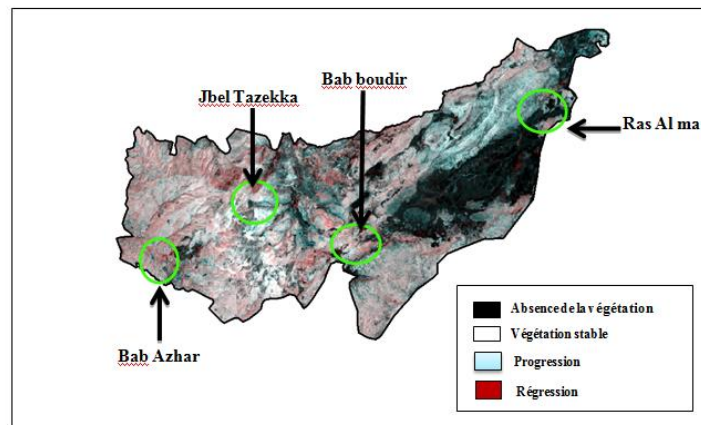 Bab boudir
Jbel Tazekka
Ras Al ma
Bab Azhar
Absence de la végétation
Végétation stable
Progression
Régression